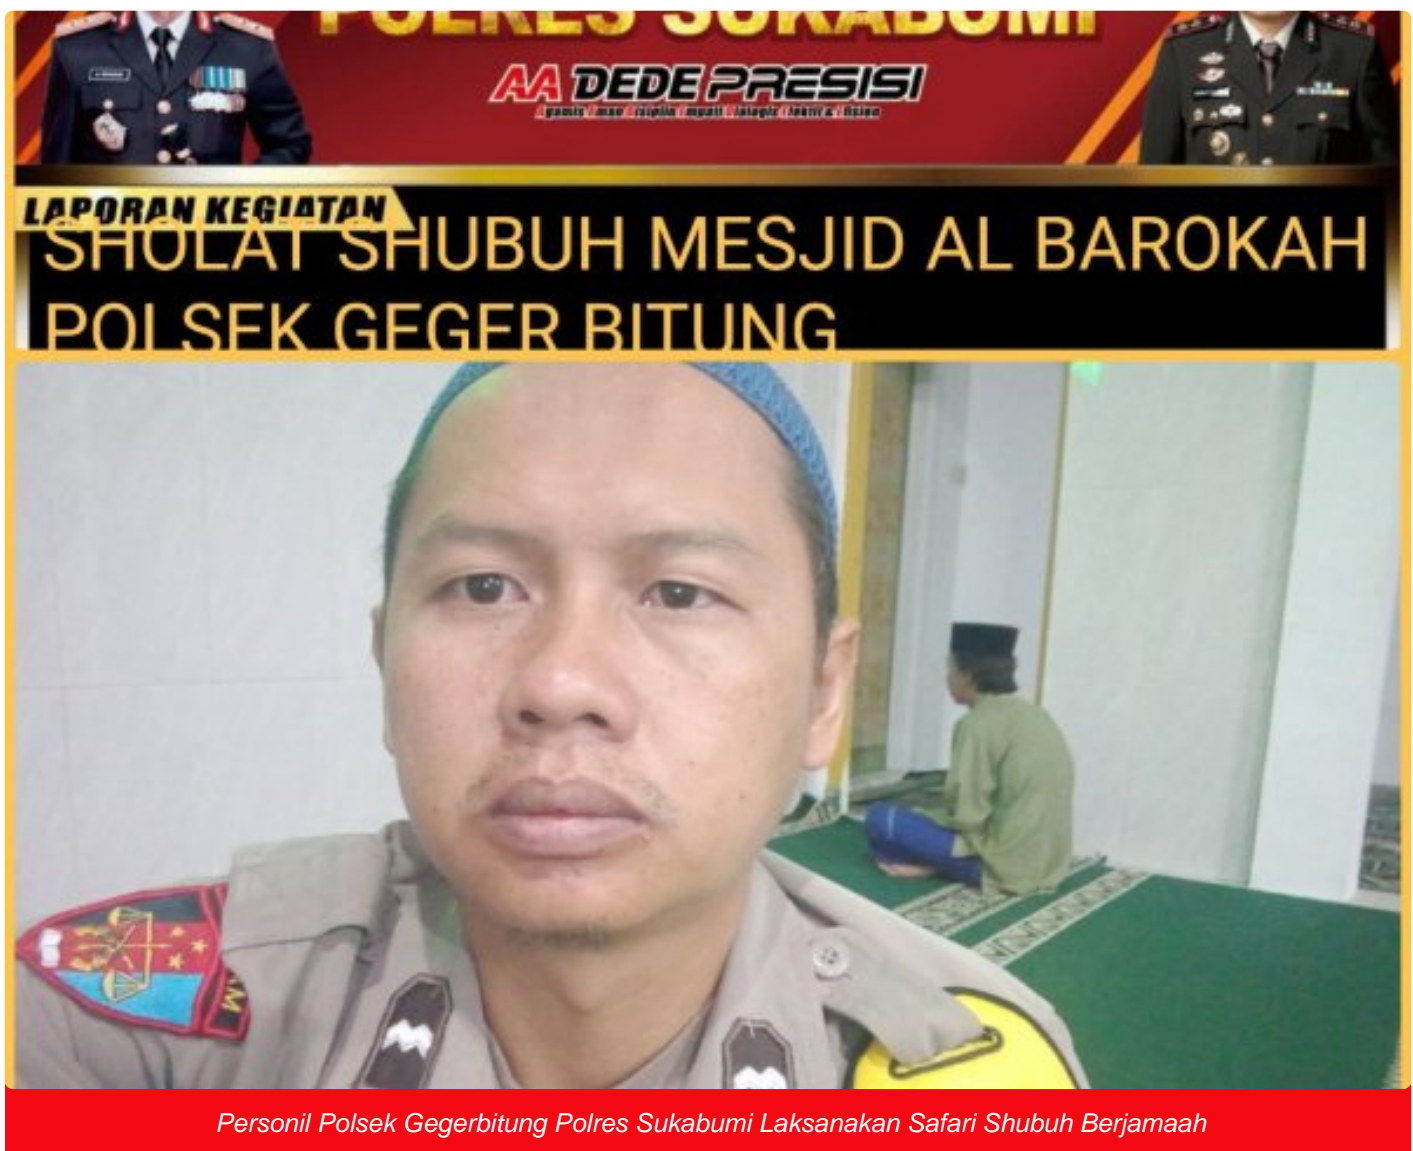 POLRES SUKABUMI
AA DEDE PRESISI
LAPORAN KEGIATAN
SHOLAT SHUBUH MESJID AL BAROKAH
POLSEK GEGER BITUNG
Personil Polsek Gegerbitung Polres Sukabumi Laksanakan Safari Shubuh Berjamaah